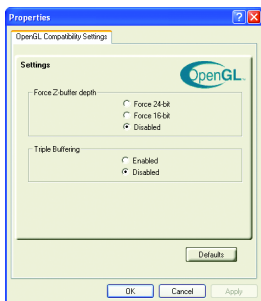 Properties
OpenGL Compatibility Settings
Settings
OpenGL.
Force Z-buffer depth
Force 24-bit
Force 16-bit
Disabled
Triple Buffering
Enabled
Disabled
Defaults
OK
Cancel
Apply